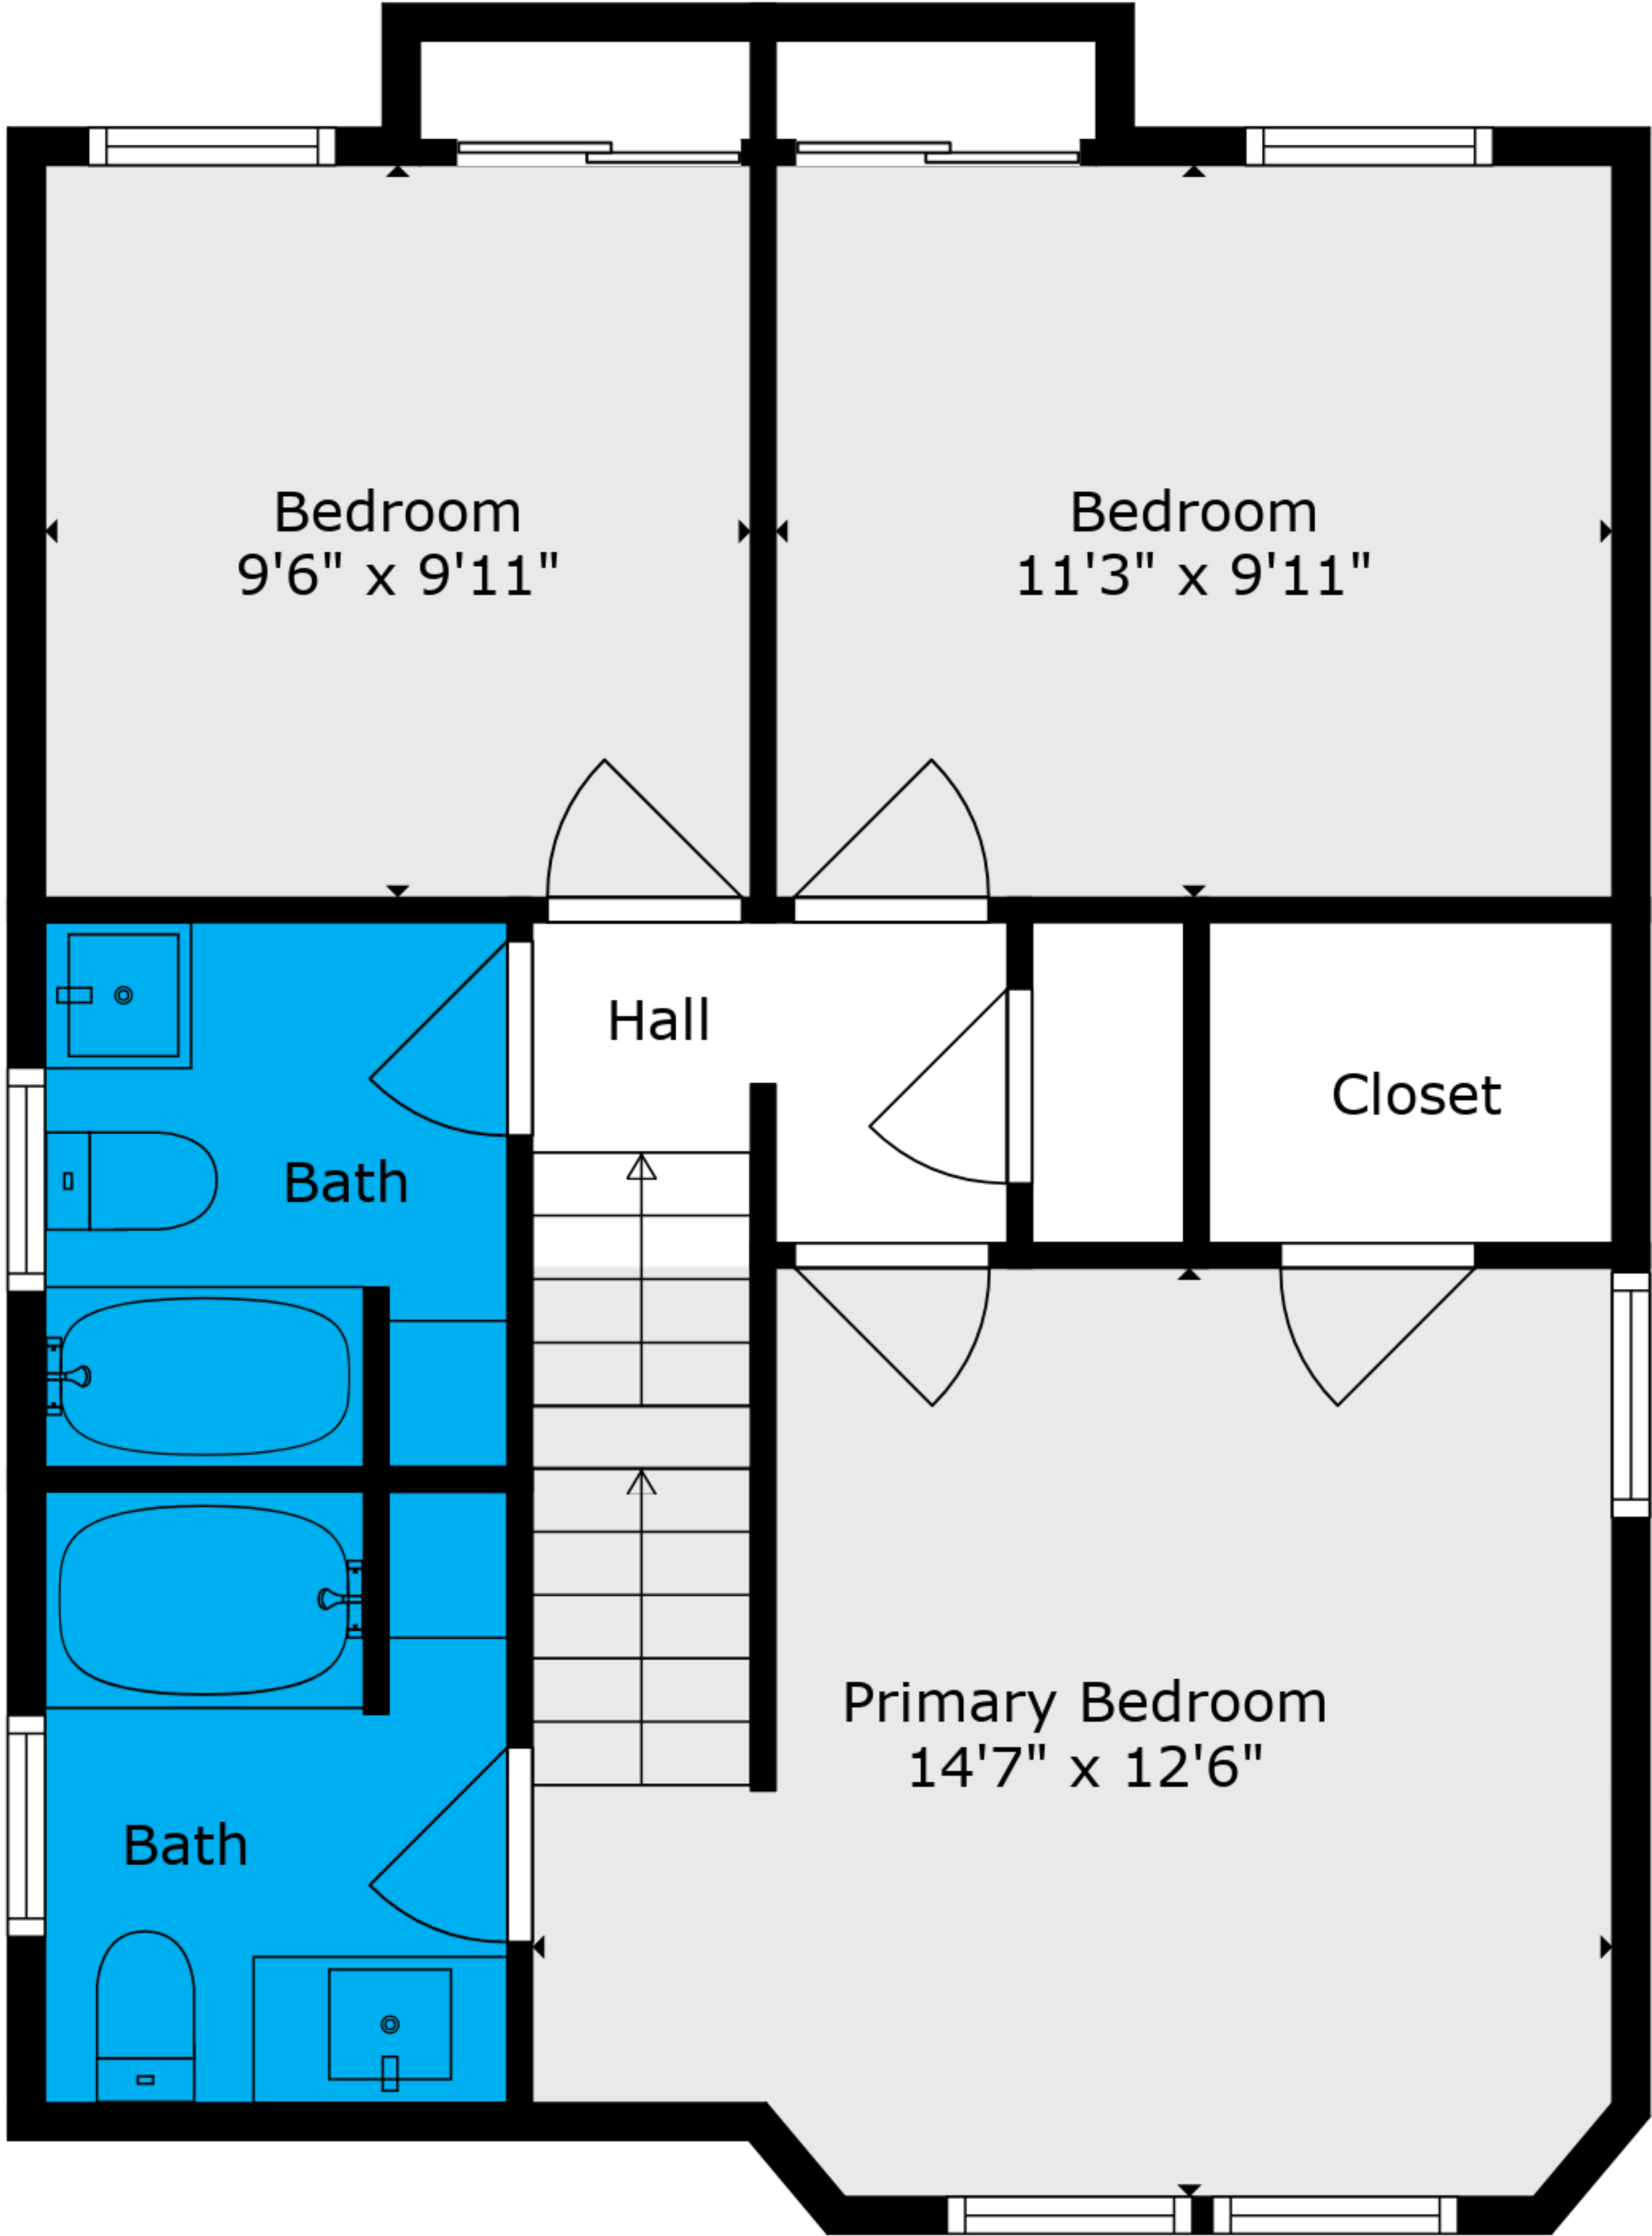 Bedroom
9'6" x 9'11"
Bedroom
11'3" x 9'11"
Hall
Closet
Bath
Primary Bedroom
14'7" x 12'6"
Bath